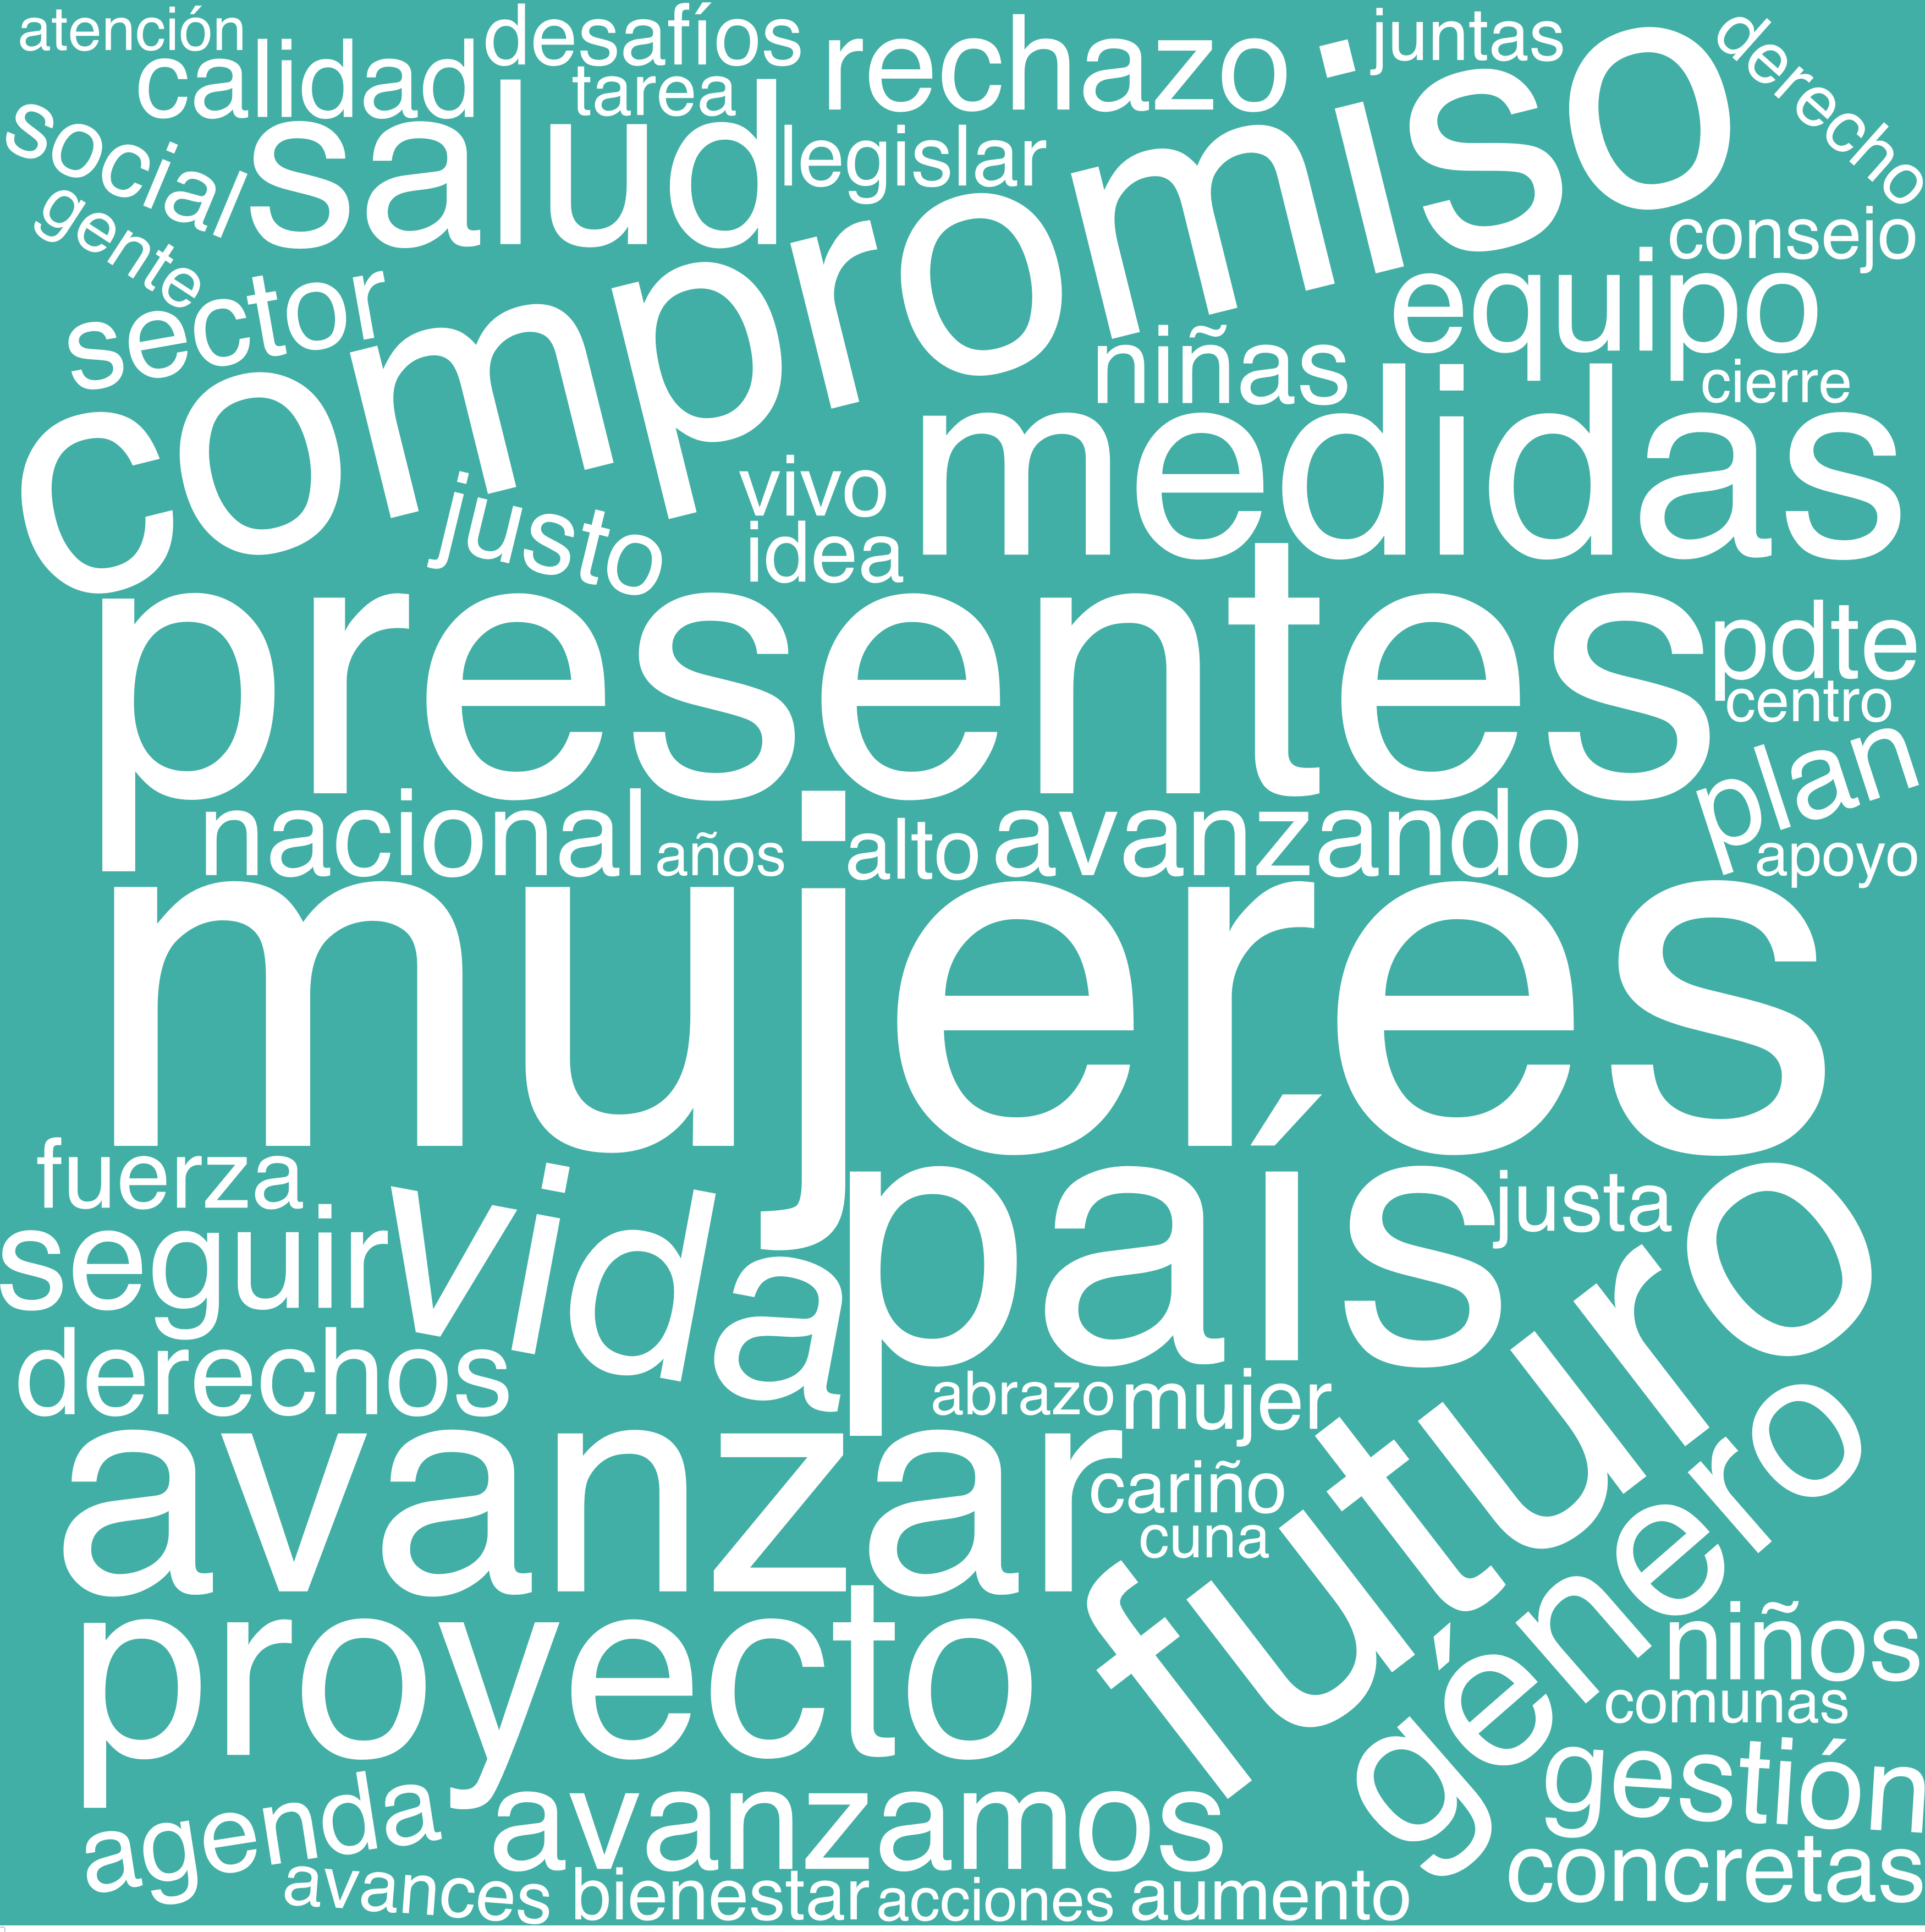 atención
desafíos
rechazo
juntas
derecho
calidad
tarea
social
salud
legislar
compromiso
gente
consejo
sector
equipo
niñas
cierre
medidas
justo
vivo
idea
presentes
pdte
centro
plan
nacional
años
alto
avanzando
apoyo
mujeres
fuerza
vida
país
justa
seguir
futuro
derechos
abrazo
mujer
avanzar
cariño
cuna
género
proyecto
niños
comunas
gestión
agenda
avanzamos
concretas
avances
bienestar
acciones
aumento